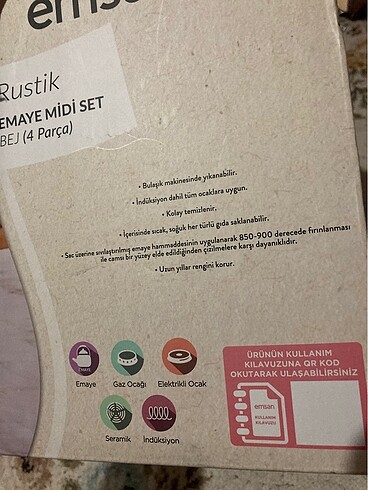 emsan
Rustik
EMAYE MİDİ SET
BEJ (4 Parça)
• Bulaşık makinesinde yıkanabilir.
• İndüksiyon dahil tüm ocaklara uygun.
• Kolay temizlenir.
• İçerisinde sıcak, soğuk her türlü gıda saklanabilir.
• Sac üzerine sıvılaştırılmış emaye hammaddesinin uygulanarak 850-900 derecede fırınlanması
ile camsı bir yüzey elde edildiğinden çizilmelere karşı dayanıklıdır.
• Uzun yıllar rengini korur.
EMAYE
Emaye
Gaz Ocağı
Elektrikli Ocak
Seramik
İndüksiyon
ÜRÜNÜN KULLANIM
KILAVUZUNA QR KOD
OKUTARAK ULAŞABİLİRSİNİZ
emsan
KULLANIM
KILAVUZU